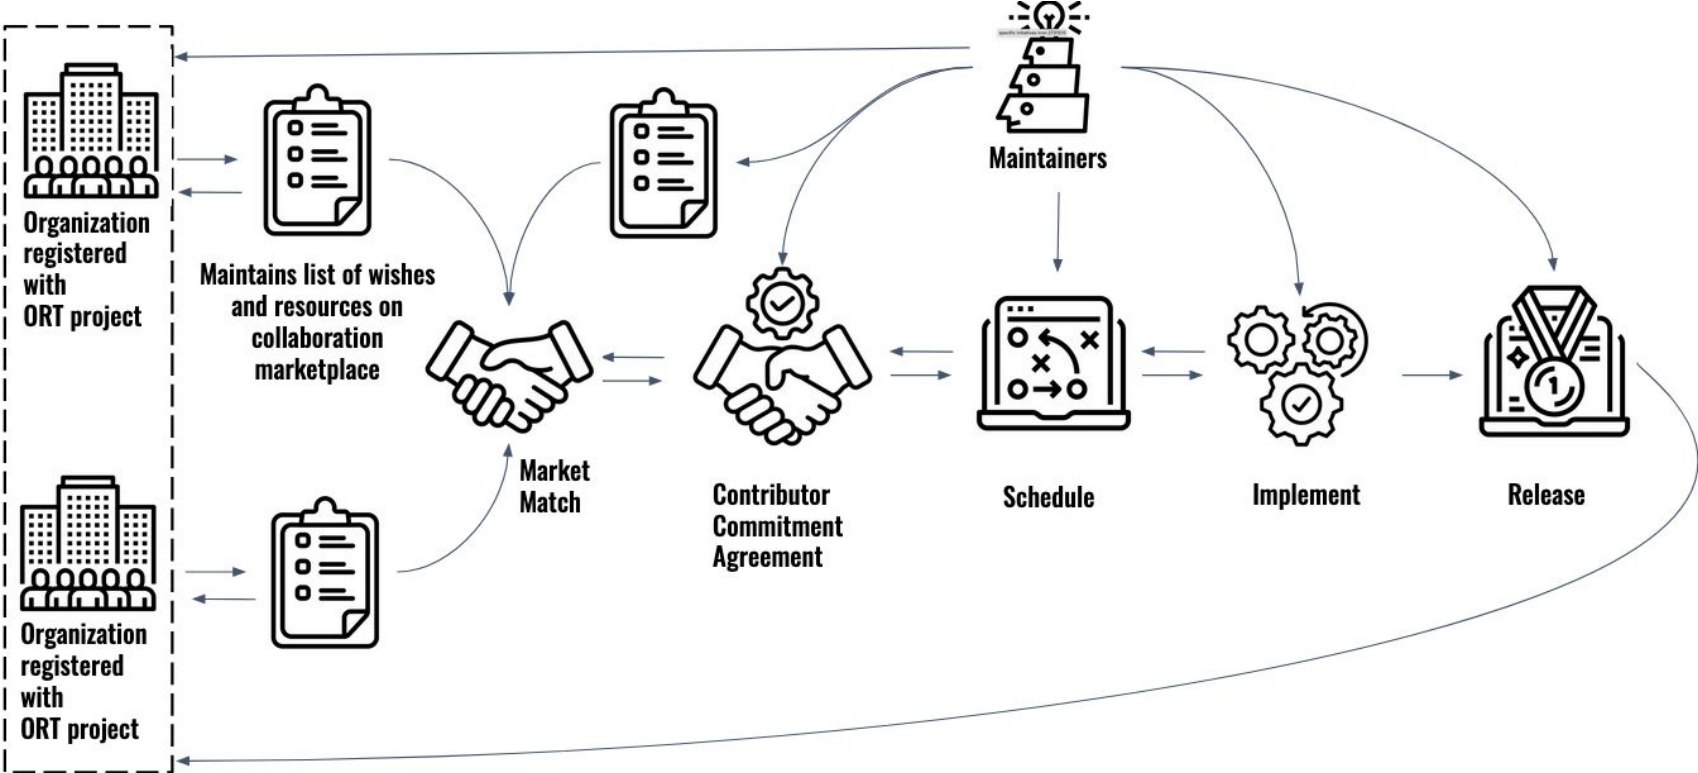 Maintainers
Organization
registered
with
ORT project
Maintains list of wishes
and resources on
collaboration
marketplace
Market
Match
Contributor
Commitment
Agreement
Schedule
Implement
Release
Organization
registered
with
ORT project
1